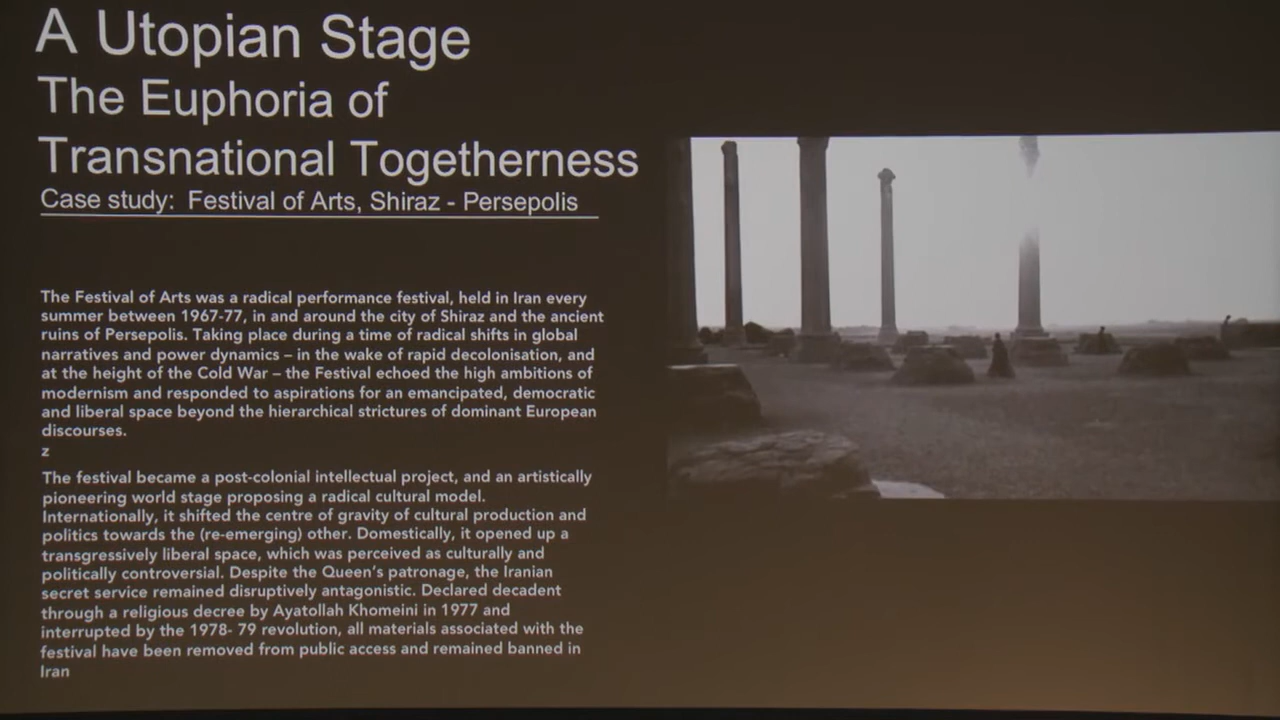 A Utopian Stage
The Euphoria of
Transnational Togetherness
Case study: Festival of Arts, Shiraz - Persepolis
The Festival of Arts was a radical performance festival, held in Iran every
summer between 1967-77, in and around the city of Shiraz and the ancient
ruins of Persepolis. Taking place during a time of radical shifts in global
narratives and power dynamics – in the wake of rapid decolonisation, and
at the height of the Cold War – the Festival echoed the high ambitions of
modernism and responded to aspirations for an emancipated, democratic
and liberal space beyond the hierarchical strictures of dominant European
discourses.
z
The festival became a post-colonial intellectual project, and an artistically
pioneering world stage proposing a radical cultural model.
Internationally, it shifted the centre of gravity of cultural production and
politics towards the (re-emerging) other. Domestically, it opened up a
transgressively liberal space, which was perceived as culturally and
politically controversial. Despite the Queen's patronage, the Iranian
secret service remained disruptively antagonistic. Declared decadent
through a religious decree by Ayatollah Khomeini in 1977 and
interrupted by the 1978- 79 revolution, all materials associated with the
festival have been removed from public access and remained banned in
Iran